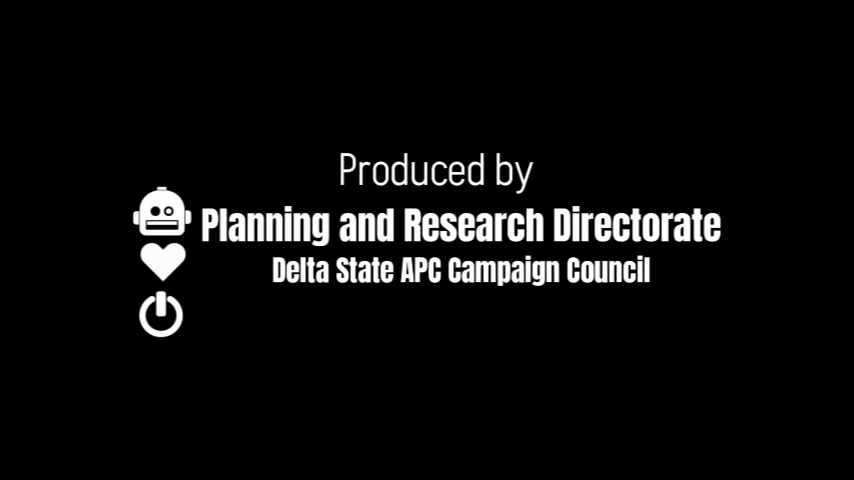 Produced by
Planning and Research Directorate
Delta State APC Campaign Council